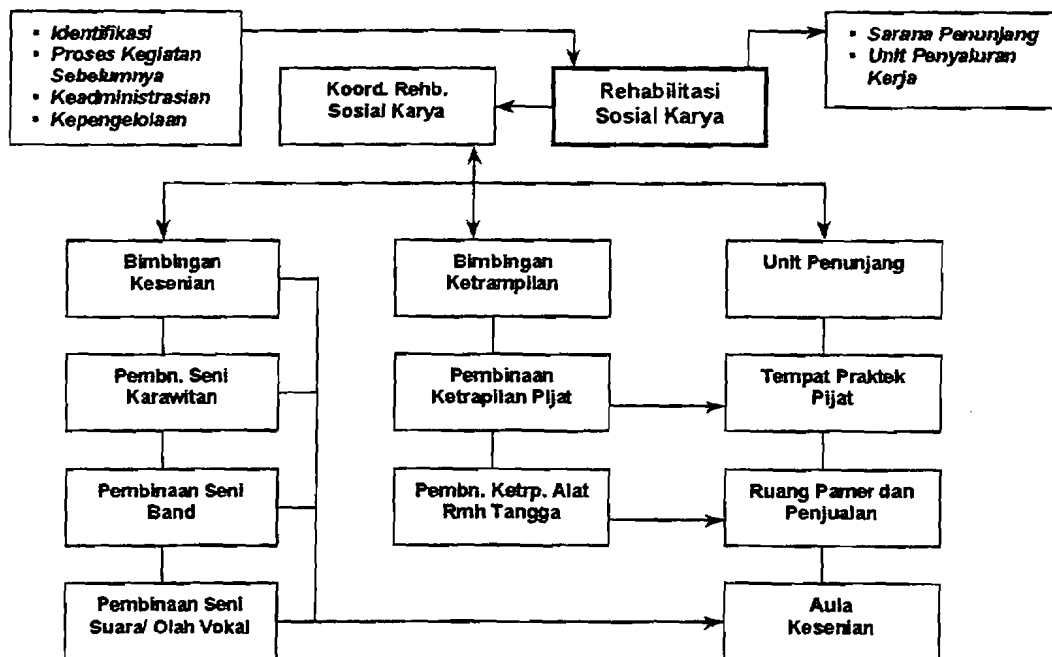 ▪ Identifikasi
▪ Proses Kegiatan
Sebelumnya
▪ Keadministrasian
▪ Kepengelolaan
Koord. Rehb.
Sosial Karya
Rehabilitasi
Sosial Karya
▪ Sarana Penunjang
▪ Unit Penyaluran
Kerja
Bimbingan
Kesenian
Bimbingan
Ketrampilan
Unit Penunjang
Pembn. Seni
Karawitan
Pembinaan
Ketrapilan Pijat
Tempat Praktek
Pijat
Pembinaan Seni
Band
Pembn. Ketrp. Alat
Rmh Tangga
Ruang Pamer dan
Penjualan
Pembinaan Seni
Suara/ Olah Vokal
Aula
Kesenian